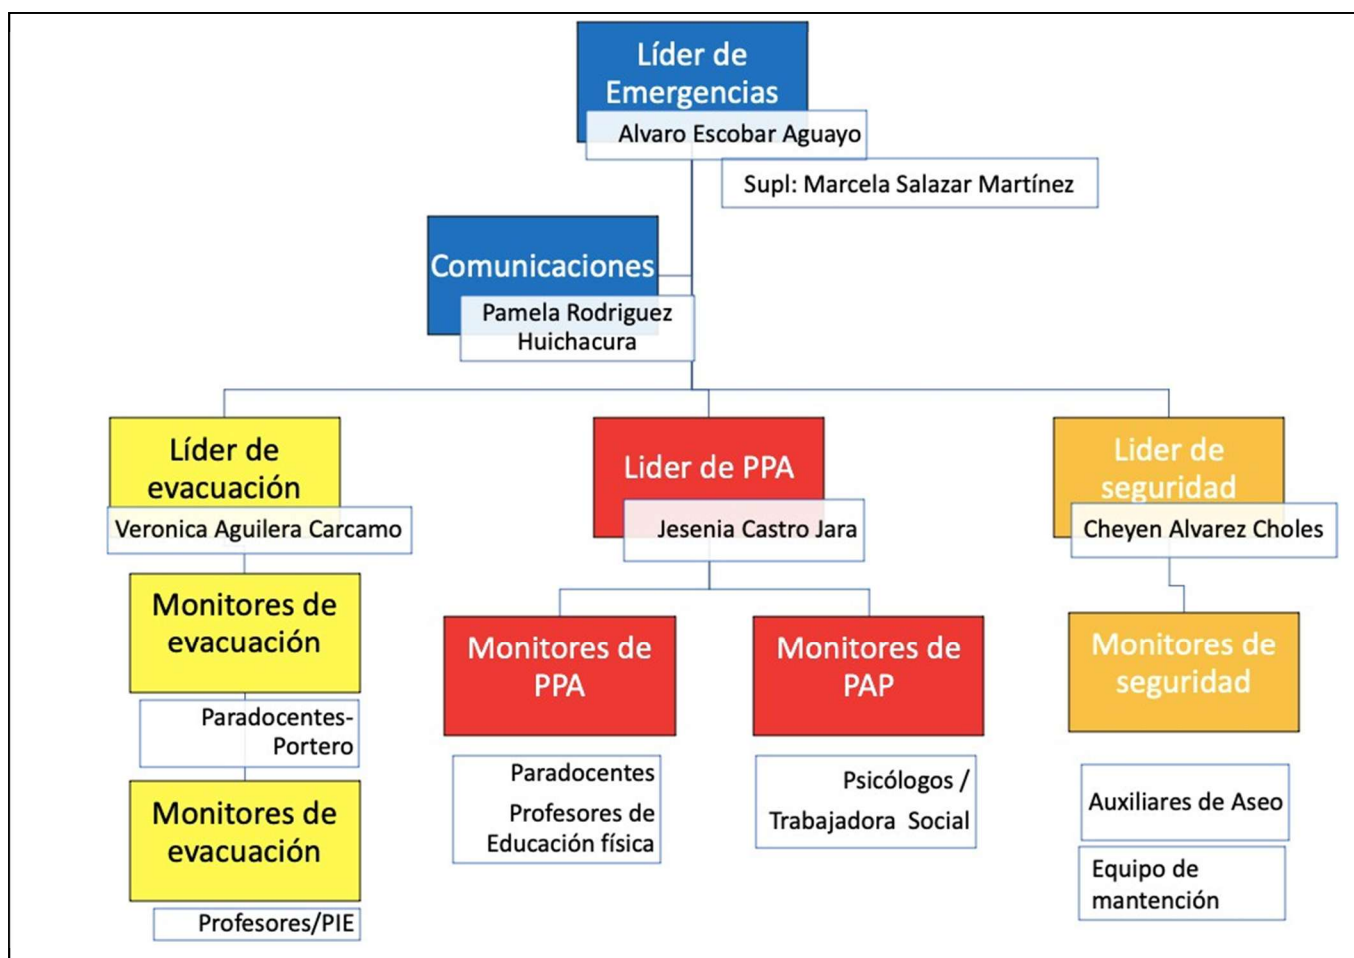 Líder de
Emergencias
Alvaro Escobar Aguayo
Supl: Marcela Salazar Martínez
Comunicaciones
Pamela Rodriguez
Huichacura
Líder de
evacuación
Veronica Aguilera Carcamo
Lider de PPA
Jesenia Castro Jara
Lider de
seguridad
Cheyen Alvarez Choles
Monitores de
evacuación
Paradocentes-
Portero
Monitores de
evacuación
Profesores/PIE
Monitores de
PPA
Paradocentes
Profesores de
Educación física
Monitores de
PAP
Psicólogos /
Trabajadora Social
Monitores de
seguridad
Auxiliares de Aseo
Equipo de
mantención